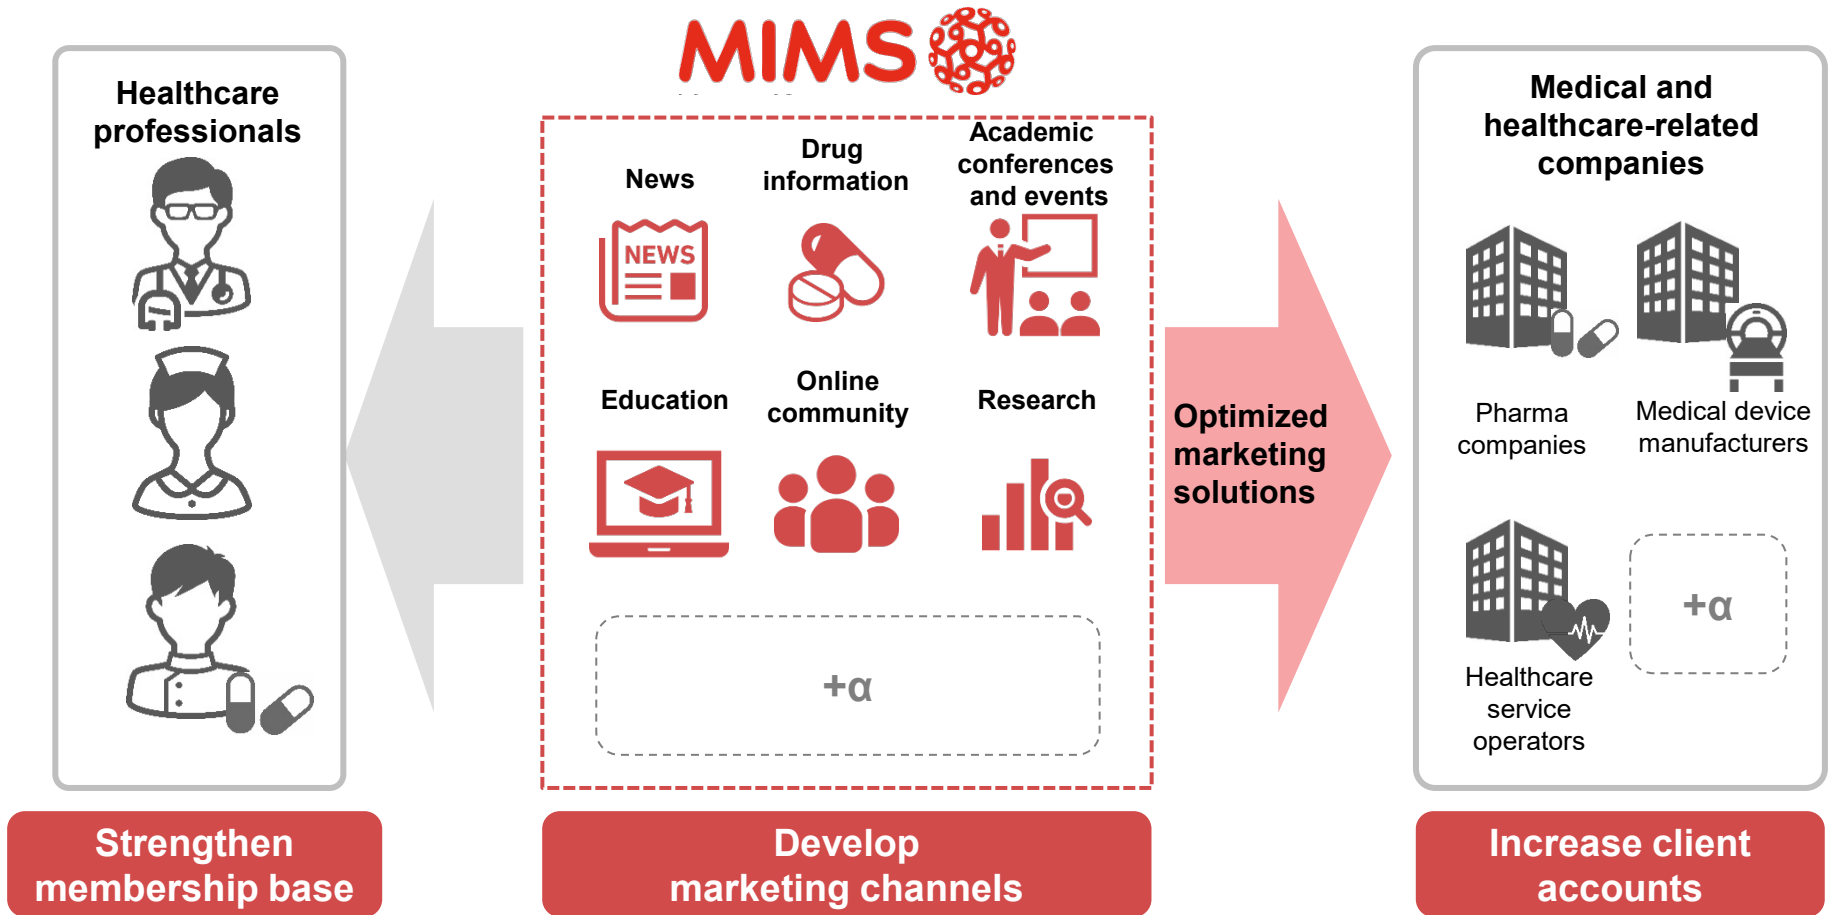 MIMS
Healthcare
professionals
News
Drug
information
Academic
conferences
and events
NEWS
Education
Online
community
Research
+α
Optimized
marketing
solutions
Medical and
healthcare-related
companies
Pharma
companies
Medical device
manufacturers
Healthcare
service
operators
+α
Strengthen
membership base
Develop
marketing channels
Increase client
accounts